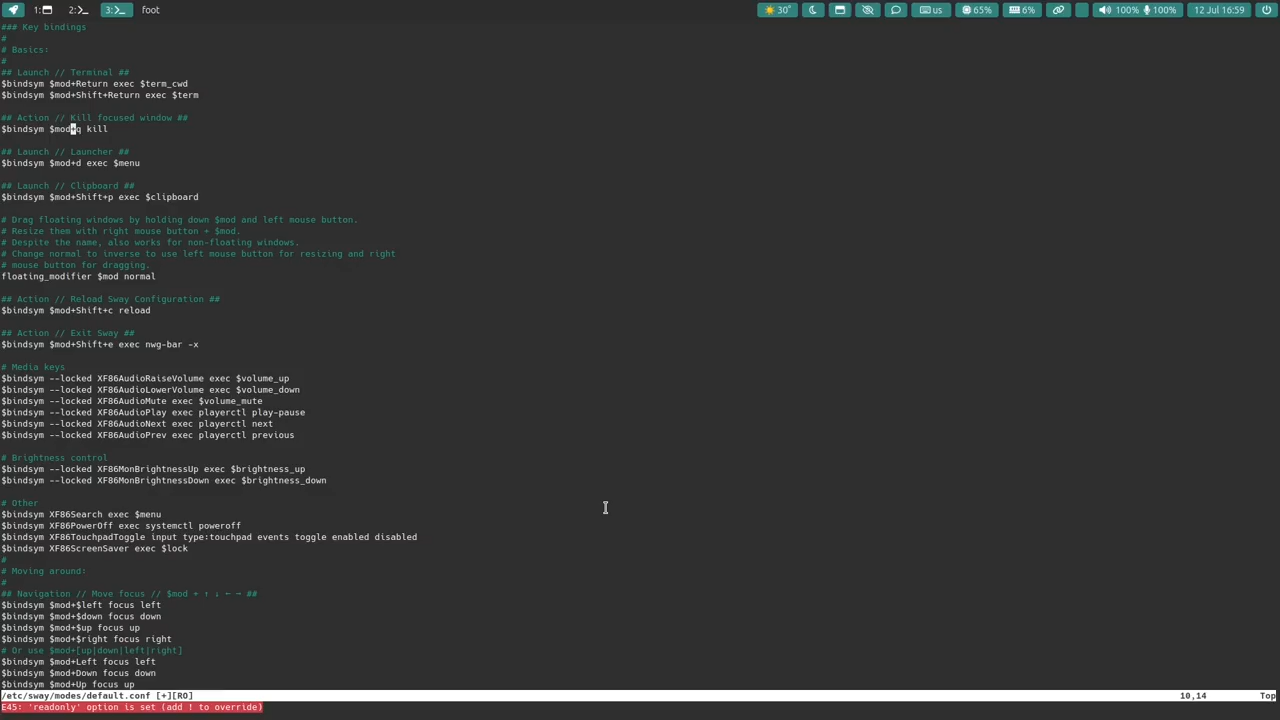 1:
2:
3:
foot
30°
us
65%
6%
100%
100%
12 Jul 16:59
### Key bindings
#
# Basics:
#
## Launch // Terminal ##
$bindsym $mod+Return exec $term_cwd
$bindsym $mod+Shift+Return exec $term
## Action // Kill focused window ##
$bindsym $mod+q kill
## Launch // Launcher ##
$bindsym $mod+d exec $menu
## Launch // Clipboard ##
$bindsym $mod+Shift+p exec $clipboard
# Drag floating windows by holding down $mod and left mouse button.
# Resize them with right mouse button + $mod.
# Despite the name, also works for non-floating windows.
# Change normal to inverse to use left mouse button for resizing and right
# mouse button for dragging.
floating_modifier $mod normal
## Action // Reload Sway Configuration ##
$bindsym $mod+Shift+c reload
## Action // Exit Sway ##
$bindsym $mod+Shift+e exec nwg-bar -x
# Media keys
$bindsym --locked XF86AudioRaiseVolume exec $volume_up
$bindsym --locked XF86AudioLowerVolume exec $volume_down
$bindsym --locked XF86AudioMute exec $volume_mute
$bindsym --locked XF86AudioPlay exec playerctl play-pause
$bindsym --locked XF86AudioNext exec playerctl next
$bindsym --locked XF86AudioPrev exec playerctl previous
# Brightness control
$bindsym --locked XF86MonBrightnessUp exec $brightness_up
$bindsym --locked XF86MonBrightnessDown exec $brightness_down
# Other
$bindsym XF86Search exec $menu
$bindsym XF86PowerOff exec systemctl poweroff
$bindsym XF86TouchpadToggle input type:touchpad events toggle enabled disabled
$bindsym XF86ScreenSaver exec $lock
#
# Moving around:
#
## Navigation // Move focus // $mod + ↑ ↓ ← → ##
$bindsym $mod+$left focus left
$bindsym $mod+$down focus down
$bindsym $mod+$up focus up
$bindsym $mod+$right focus right
# Or use $mod+[up|down|left|right]
$bindsym $mod+Left focus left
$bindsym $mod+Down focus down
$bindsym $mod+Up focus up
/etc/sway/modes/default.conf [+][RO] 10,14 Top
E45: 'readonly' option is set (add ! to override)